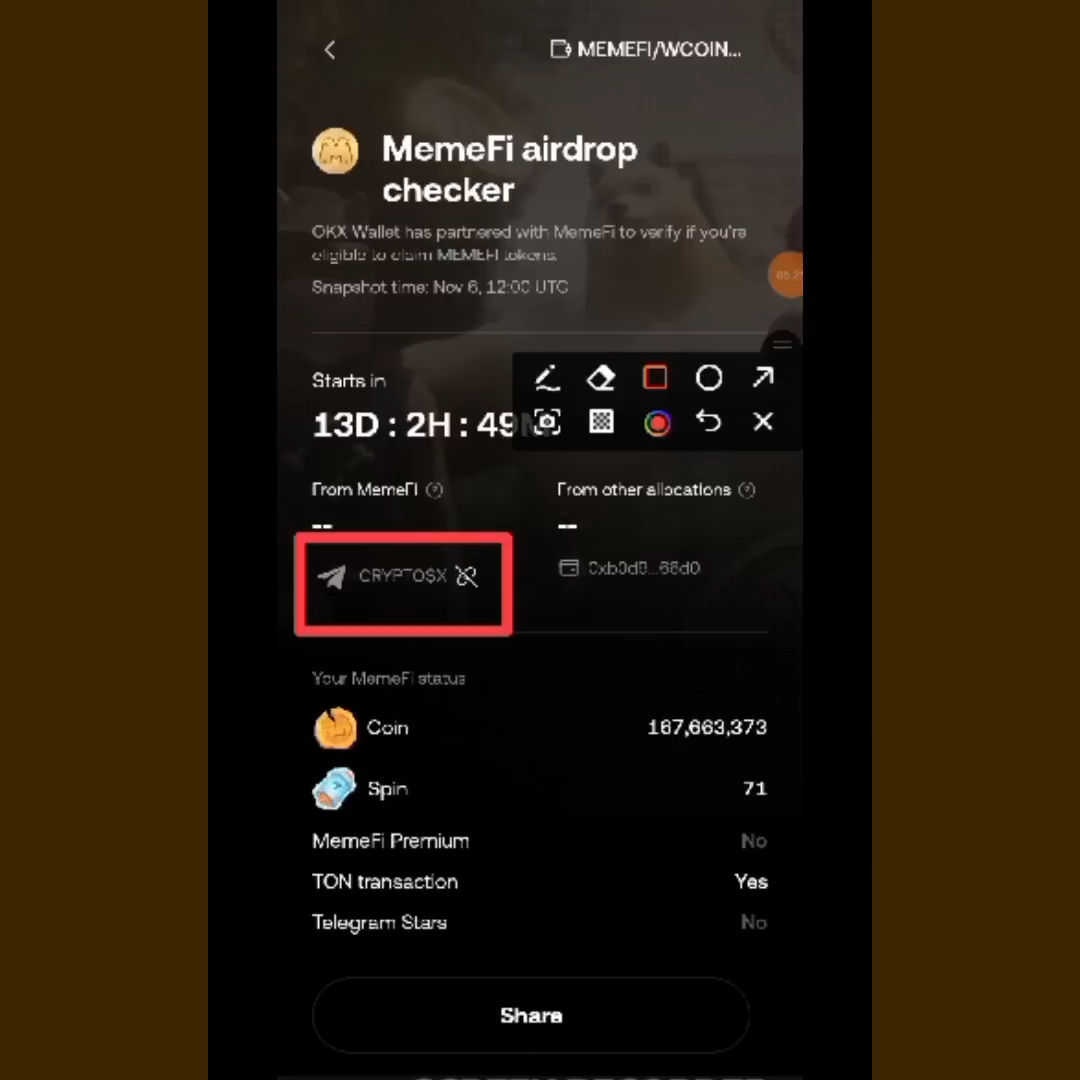 MEMEFI/WCOIN...
MemeFi airdrop
checker
OKX Wallet has partnered with MemeFi to verify if you're
eligible to claim MEMEFI tokens.
Snapshot time: Nov 6, 12:00 UTC
Starts in
13D : 2H : 49M
From MemeFi
From other allocations
--
--
CRYPTOSX
0xb0d9...66d0
Your MemeFi status
Coin 167,663,373
Spin 71
MemeFi Premium No
TON transaction Yes
Telegram Stars No
Share